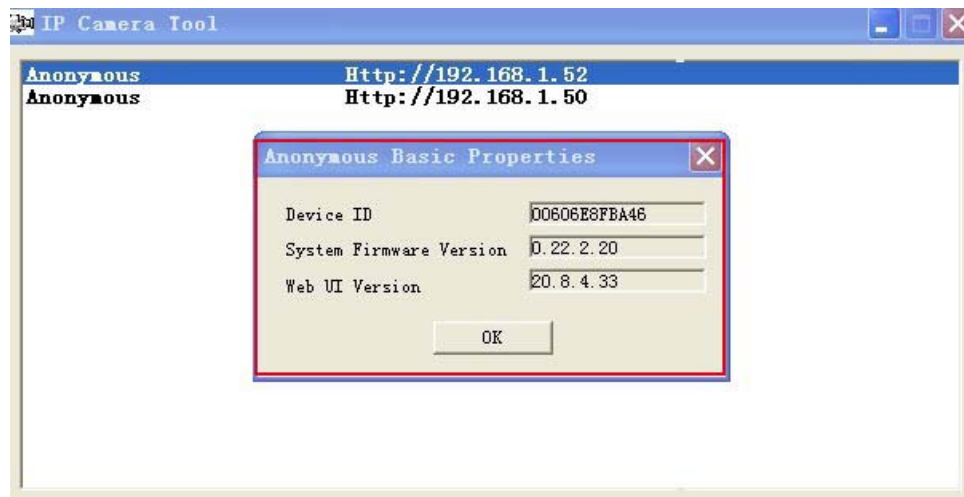 IP Camera Tool
Anonymous Http://192.168.1.52
Anonymous Http://192.168.1.50
Anonymous Basic Properties
Device ID 00606E8FBA46
System Firmware Version 0.22.2.20
Web UI Version 20.8.4.33
OK